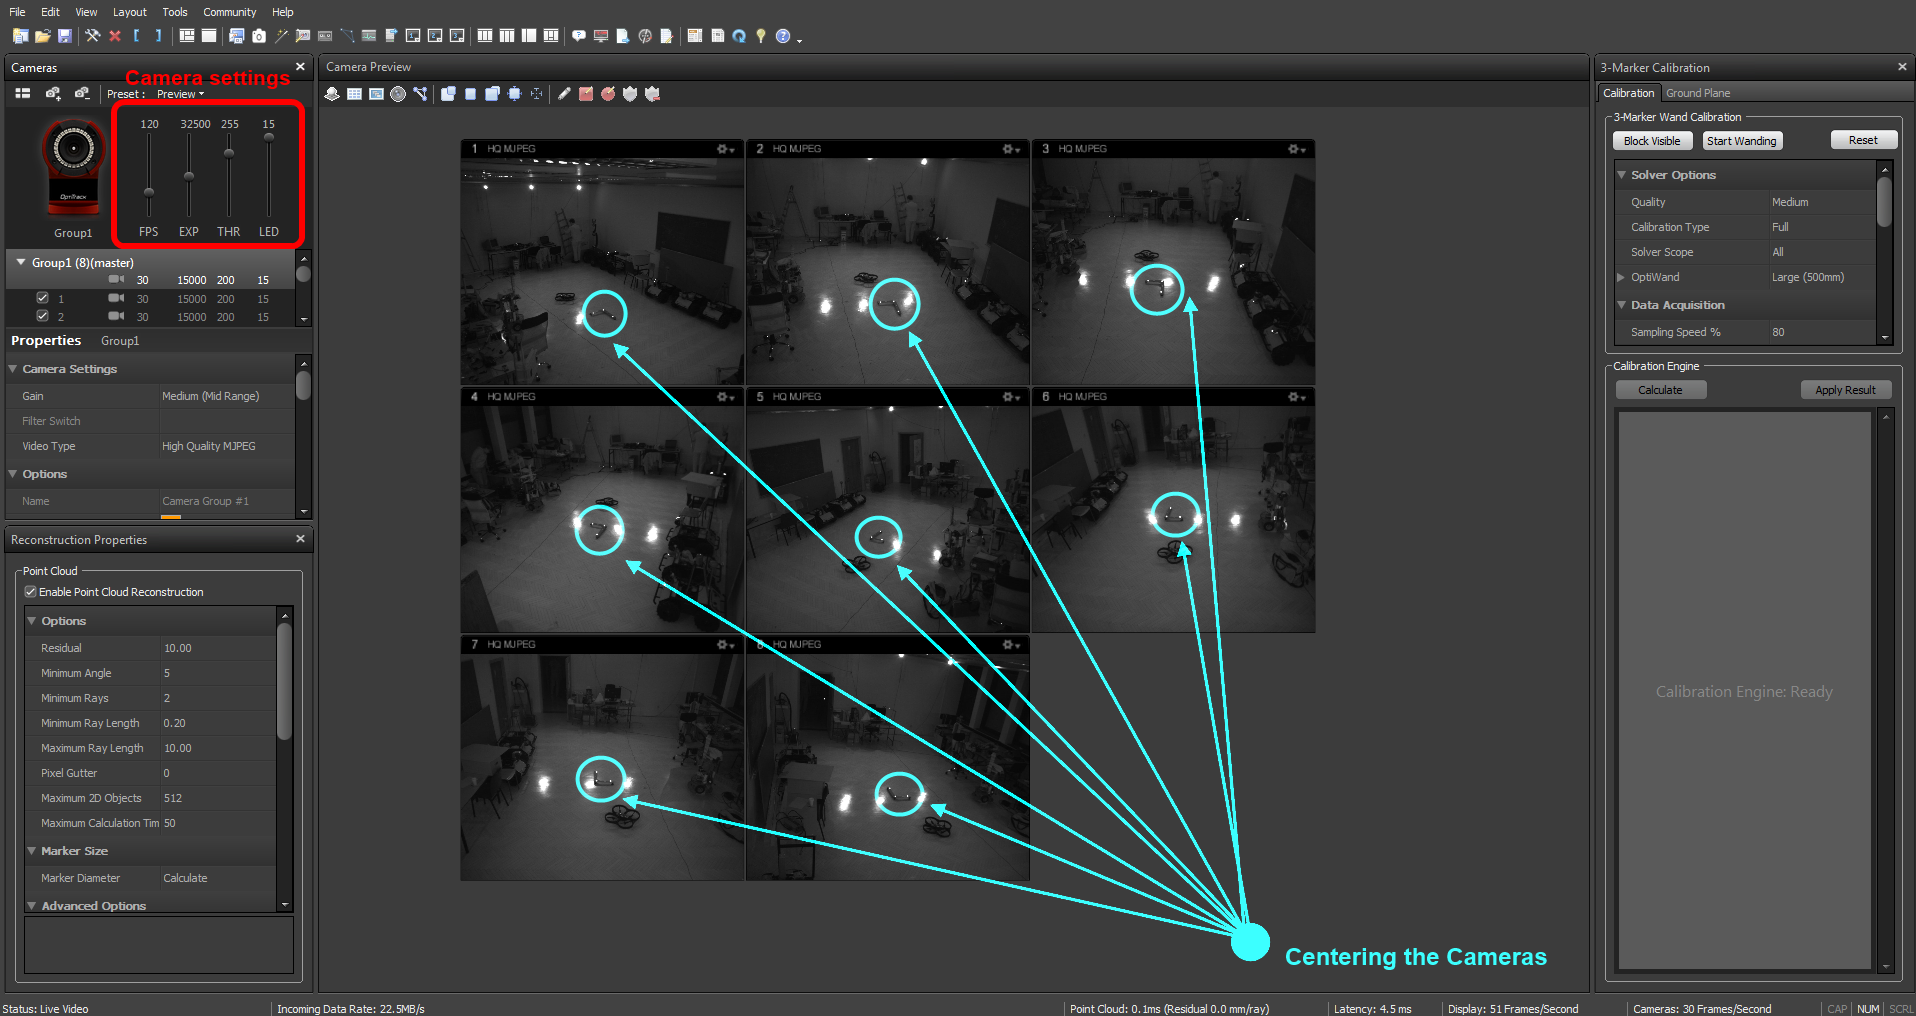 File Edit View Layout Tools Community Help
Cameras
Camera settings
Preset : Preview
120 32500 255 15
OptiTrack
Group1
FPS EXP THR LED
Group1 (8)(master)
30 15000 200 15
1 30 15000 200 15
2 30 15000 200 15
Properties Group1
Camera Settings
Gain Medium (Mid Range)
Filter Switch
Video Type High Quality MJPEG
Options
Name Camera Group #1
Reconstruction Properties
Point Cloud
Enable Point Cloud Reconstruction
Options
Residual 10.00
Minimum Angle 5
Minimum Rays 2
Minimum Ray Length 0.20
Maximum Ray Length 10.00
Pixel Gutter 0
Maximum 2D Objects 512
Maximum Calculation Tim 50
Marker Size
Marker Diameter Calculate
Advanced Options
Camera Preview
1 HQ MJPEG
2 HQ MJPEG
3 HQ MJPEG
4 HQ MJPEG
5 HQ MJPEG
6 HQ MJPEG
7 HQ MJPEG
8 HQ MJPEG
Centering the Cameras
3-Marker Calibration
Calibration Ground Plane
3-Marker Wand Calibration
Block Visible Start Wanding Reset
Solver Options
Quality Medium
Calibration Type Full
Solver Scope All
OptiWand Large (500mm)
Data Acquisition
Sampling Speed % 80
Calibration Engine
Calculate Apply Result
Calibration Engine: Ready
Status: Live Video Incoming Data Rate: 22.5MB/s Point Cloud: 0.1ms (Residual 0.0 mm/ray) Latency: 4.5 ms Display: 51 Frames/Second Cameras: 30 Frames/Second CAP NUM SCRL